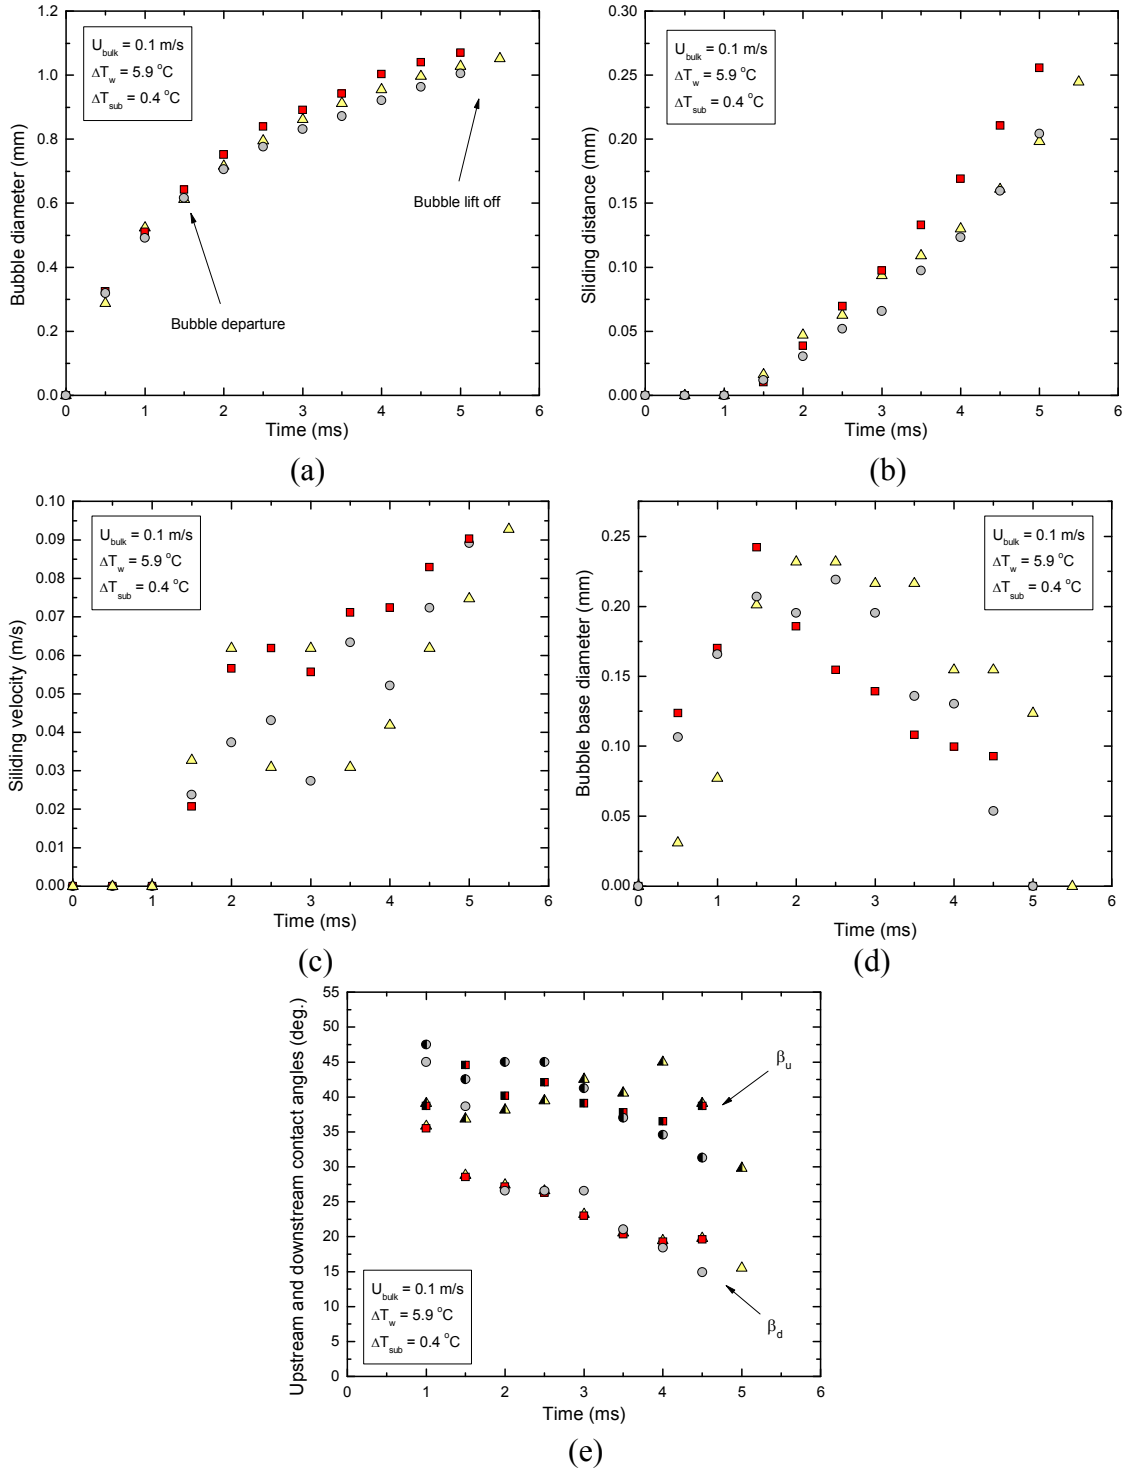 1.2
1.0
0.8
0.6
0.4
0.2
0.0
Bubble diameter (mm)
U_bulk = 0.1 m/s
ΔT_w = 5.9 °C
ΔT_sub = 0.4 °C
Bubble lift off
Bubble departure
0 1 2 3 4 5 6
Time (ms)
(a)
0.30
0.25
0.20
0.15
0.10
0.05
0.00
Sliding distance (mm)
U_bulk = 0.1 m/s
ΔT_w = 5.9 °C
ΔT_sub = 0.4 °C
0 1 2 3 4 5 6
Time (ms)
(b)
0.10
0.09
0.08
0.07
0.06
0.05
0.04
0.03
0.02
0.01
0.00
Siliding velocity (m/s)
U_bulk = 0.1 m/s
ΔT_w = 5.9 °C
ΔT_sub = 0.4 °C
0 1 2 3 4 5 6
Time (ms)
(c)
0.25
0.20
0.15
0.10
0.05
0.00
Bubble base diameter (mm)
U_bulk = 0.1 m/s
ΔT_w = 5.9 °C
ΔT_sub = 0.4 °C
0 1 2 3 4 5 6
Time (ms)
(d)
55
50
45
40
35
30
25
20
15
10
5
0
Upstream and downstream contact angles (deg.)
β_u
β_d
U_bulk = 0.1 m/s
ΔT_w = 5.9 °C
ΔT_sub = 0.4 °C
0 1 2 3 4 5 6
Time (ms)
(e)